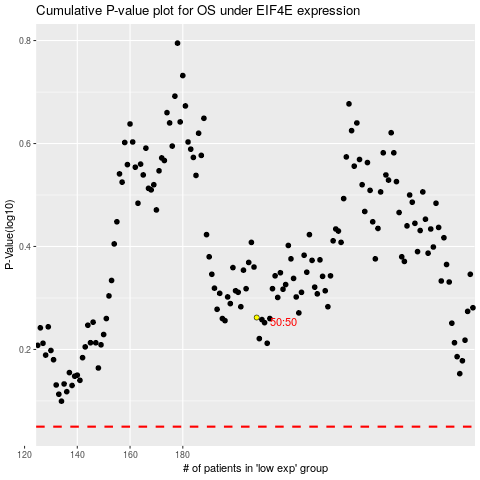 Cumulative P-value plot for OS under EIF4E expression
P-Value(log10)
0.8
0.6
0.4
0.2
50:50
120 140 160 180
# of patients in 'low exp' group